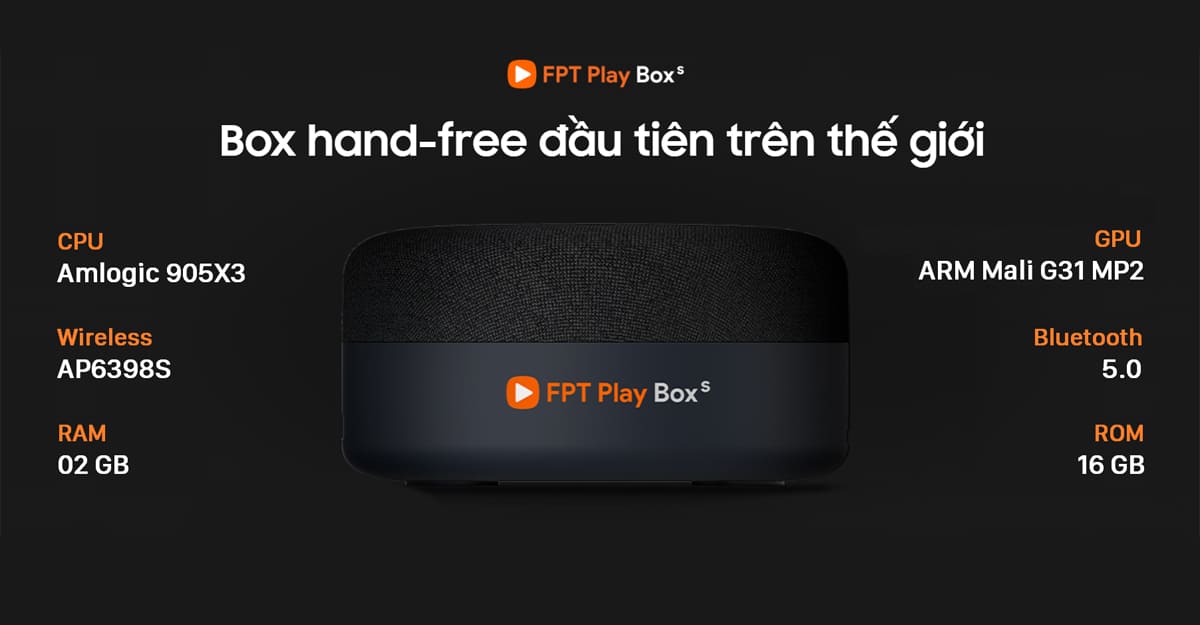 FPT Play Box S
Box hand-free đầu tiên trên thế giới
CPU
Amlogic 905X3
Wireless
AP6398S
RAM
02 GB
FPT Play Box S
GPU
ARM Mali G31 MP2
Bluetooth
5.0
ROM
16 GB